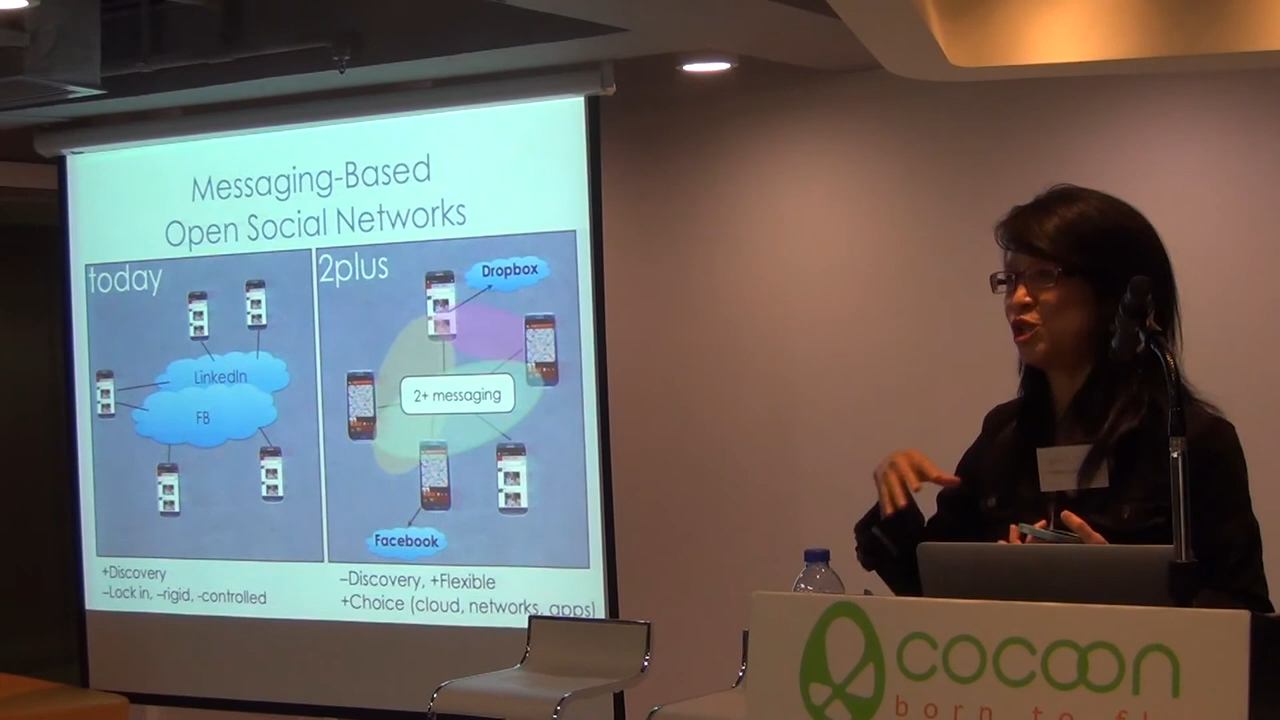 Messaging-Based
Open Social Networks
today
LinkedIn
FB
+Discovery
–Lock in, –rigid, -controlled
2plus
Dropbox
2+ messaging
Facebook
–Discovery, +Flexible
+Choice (cloud, networks, apps)
cocoon
born to